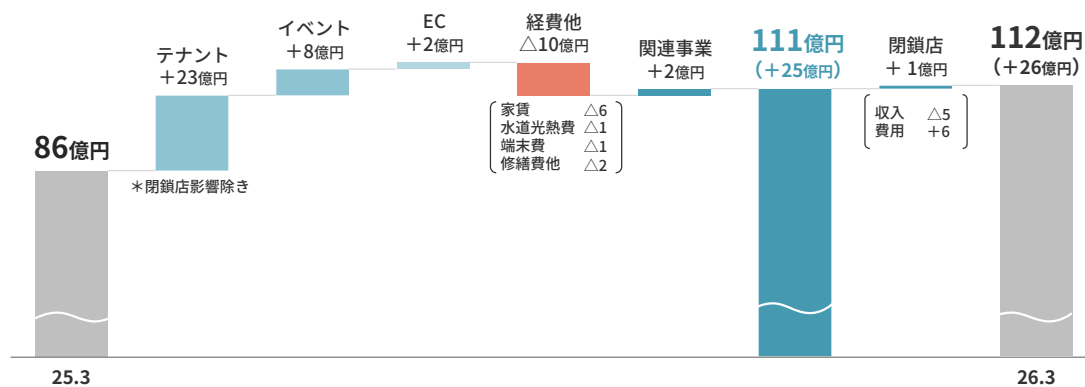 86億円
テナント
＋23億円
＊閉鎖店影響除き
イベント
＋8億円
EC
＋2億円
経費他
△10億円
家賃 △6
水道光熱費 △1
端末費 △1
修繕費他 △2
関連事業
＋2億円
111億円
（＋25億円）
閉鎖店
＋ 1億円
収入 △5
費用 ＋6
112億円
（＋26億円）
25.3
26.3